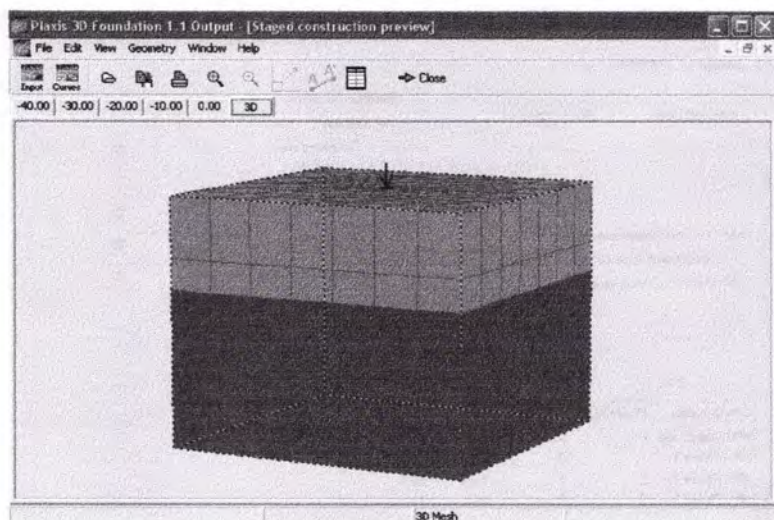 Plaxis 3D Foundation 1.1 Output - [Staged construction preview]
File Edit View Geometry Window Help
Input Curves Close
-40.00 -30.00 -20.00 -10.00 0.00 3D
3D Mesh